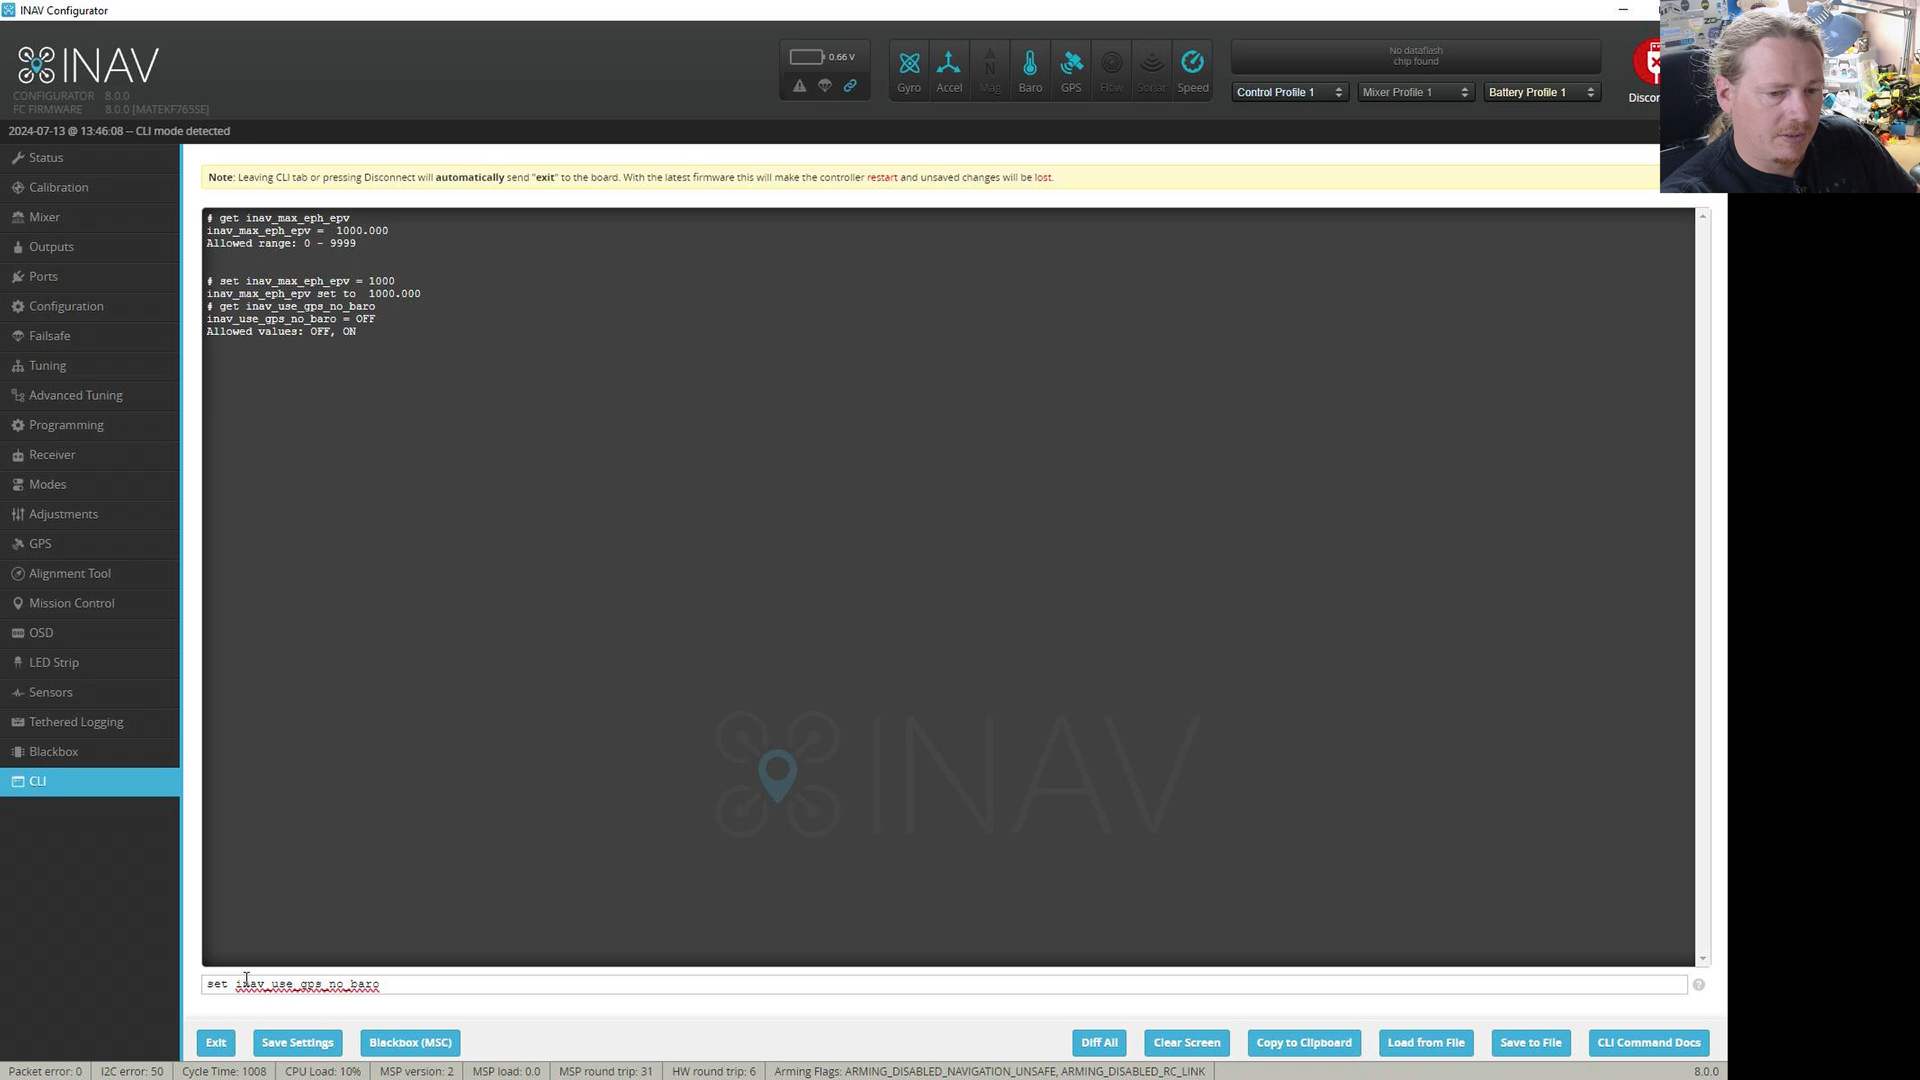 INAV Configurator
INAV
CONFIGURATOR 8.0.0
FC FIRMWARE 8.0.0 [MATEKF765SE]
0.66 V
Gyro
Accel
Mag
Baro
GPS
Flow
Sonar
Speed
No dataflash
chip found
Control Profile 1
Mixer Profile 1
Battery Profile 1
Discon
2024-07-13 @ 13:46:08 -- CLI mode detected
Status
Calibration
Mixer
Outputs
Ports
Configuration
Failsafe
Tuning
Advanced Tuning
Programming
Receiver
Modes
Adjustments
GPS
Alignment Tool
Mission Control
OSD
LED Strip
Sensors
Tethered Logging
Blackbox
CLI
Note: Leaving CLI tab or pressing Disconnect will automatically send "exit" to the board. With the latest firmware this will make the controller restart and unsaved changes will be lost.
# get inav_max_eph_epv
inav_max_eph_epv =  1000.000
Allowed range: 0 - 9999
# set inav_max_eph_epv = 1000
inav_max_eph_epv set to  1000.000
# get inav_use_gps_no_baro
inav_use_gps_no_baro = OFF
Allowed values: OFF, ON
INAV
set inav_use_gps_no_baro
Exit
Save Settings
Blackbox (MSC)
Diff All
Clear Screen
Copy to Clipboard
Load from File
Save to File
CLI Command Docs
Packet error: 0
I2C error: 50
Cycle Time: 1008
CPU Load: 10%
MSP version: 2
MSP load: 0.0
MSP round trip: 31
HW round trip: 6
Arming Flags: ARMING_DISABLED_NAVIGATION_UNSAFE, ARMING_DISABLED_RC_LINK
8.0.0